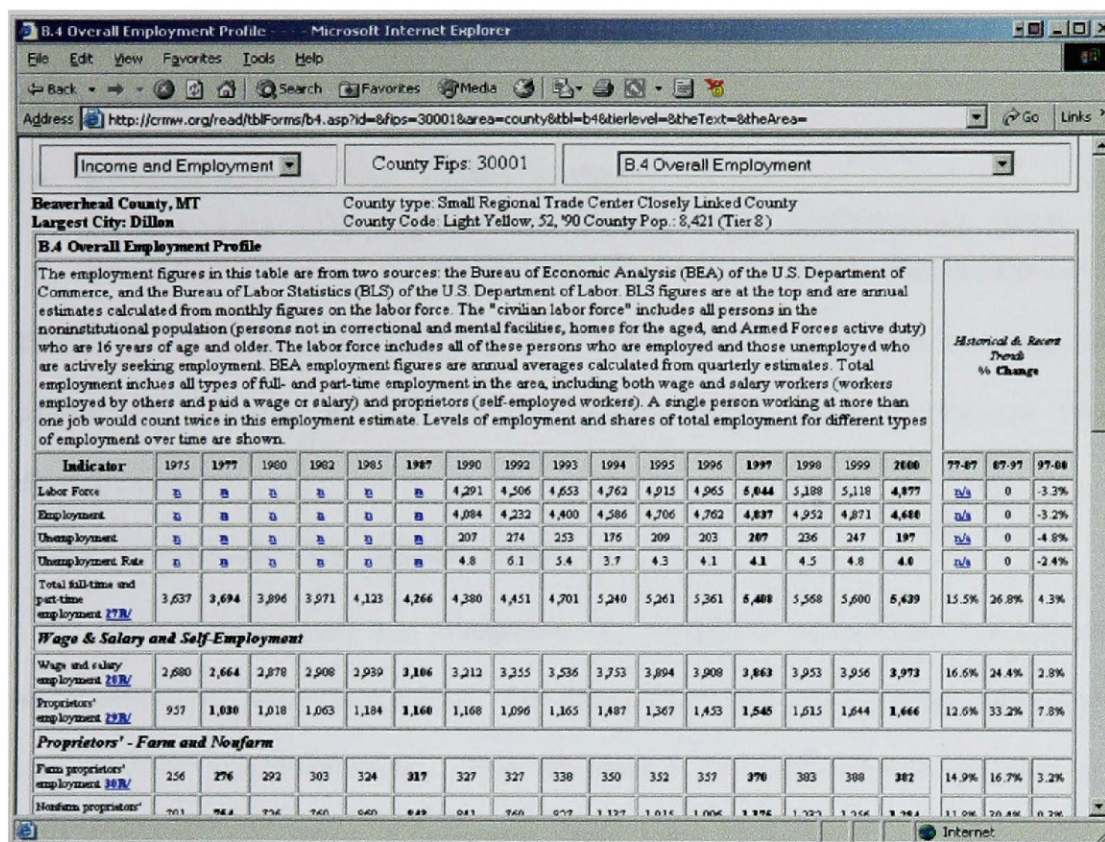 B.4 Overall Employment Profile - - - - Microsoft Internet Explorer
File Edit View Favorites Tools Help
Back Search Favorites Media
Address http://crmw.org/read/tblForms/b4.asp?id=&fips=30001&area=county&tbl=b4&tierlevel=&theText=&theArea= Go Links
Income and Employment County Fips: 30001 B.4 Overall Employment
Beaverhead County, MT County type: Small Regional Trade Center Closely Linked County
Largest City: Dillon County Code: Light Yellow, 52, '90 County Pop.: 8,421 (Tier 8)
B.4 Overall Employment Profile
The employment figures in this table are from two sources: the Bureau of Economic Analysis (BEA) of the U.S. Department of
Commerce, and the Bureau of Labor Statistics (BLS) of the U.S. Department of Labor. BLS figures are at the top and are annual
estimates calculated from monthly figures on the labor force. The "civilian labor force" includes all persons in the
noninstitutional population (persons not in correctional and mental facilities, homes for the aged, and Armed Forces active duty)
who are 16 years of age and older. The labor force includes all of these persons who are employed and those unemployed who
are actively seeking employment. BEA employment figures are annual averages calculated from quarterly estimates. Total
employment inclues all types of full- and part-time employment in the area, including both wage and salary workers (workers
employed by others and paid a wage or salary) and proprietors (self-employed workers). A single person working at more than
one job would count twice in this employment estimate. Levels of employment and shares of total employment for different types
of employment over time are shown.
Historical & Recent
Trends
% Change
Indicator 1975 1977 1980 1982 1985 1987 1990 1992 1993 1994 1995 1996 1997 1998 1999 2000 77-87 87-97 97-00
Labor Force n n n n n n 4,291 4,506 4,653 4,762 4,915 4,965 5,044 5,188 5,118 4,877 n/a 0 -3.3%
Employment n n n n n n 4,084 4,232 4,400 4,586 4,706 4,762 4,837 4,952 4,871 4,680 n/a 0 -3.2%
Unemployment n n n n n n 207 274 253 176 209 203 207 236 247 197 n/a 0 -4.8%
Unemployment Rate n n n n n n 4.8 6.1 5.4 3.7 4.3 4.1 4.1 4.5 4.8 4.0 n/a 0 -2.4%
Total full-time and
part-time
employment 27R/ 3,637 3,694 3,896 3,971 4,123 4,266 4,380 4,451 4,701 5,240 5,261 5,361 5,408 5,568 5,600 5,639 15.5% 26.8% 4.3%
Wage & Salary and Self-Employment
Wage and salary
employment 28R/ 2,680 2,664 2,878 2,908 2,939 3,106 3,212 3,355 3,536 3,753 3,894 3,908 3,863 3,953 3,956 3,973 16.6% 24.4% 2.8%
Proprietors'
employment 29R/ 957 1,030 1,018 1,063 1,184 1,160 1,168 1,096 1,165 1,487 1,367 1,453 1,545 1,615 1,644 1,666 12.6% 33.2% 7.8%
Proprietors' - Farm and Nonfarm
Farm proprietors'
employment 30R/ 256 276 292 303 324 317 327 327 338 350 352 357 370 383 388 382 14.9% 16.7% 3.2%
Nonfarm proprietors'
Internet